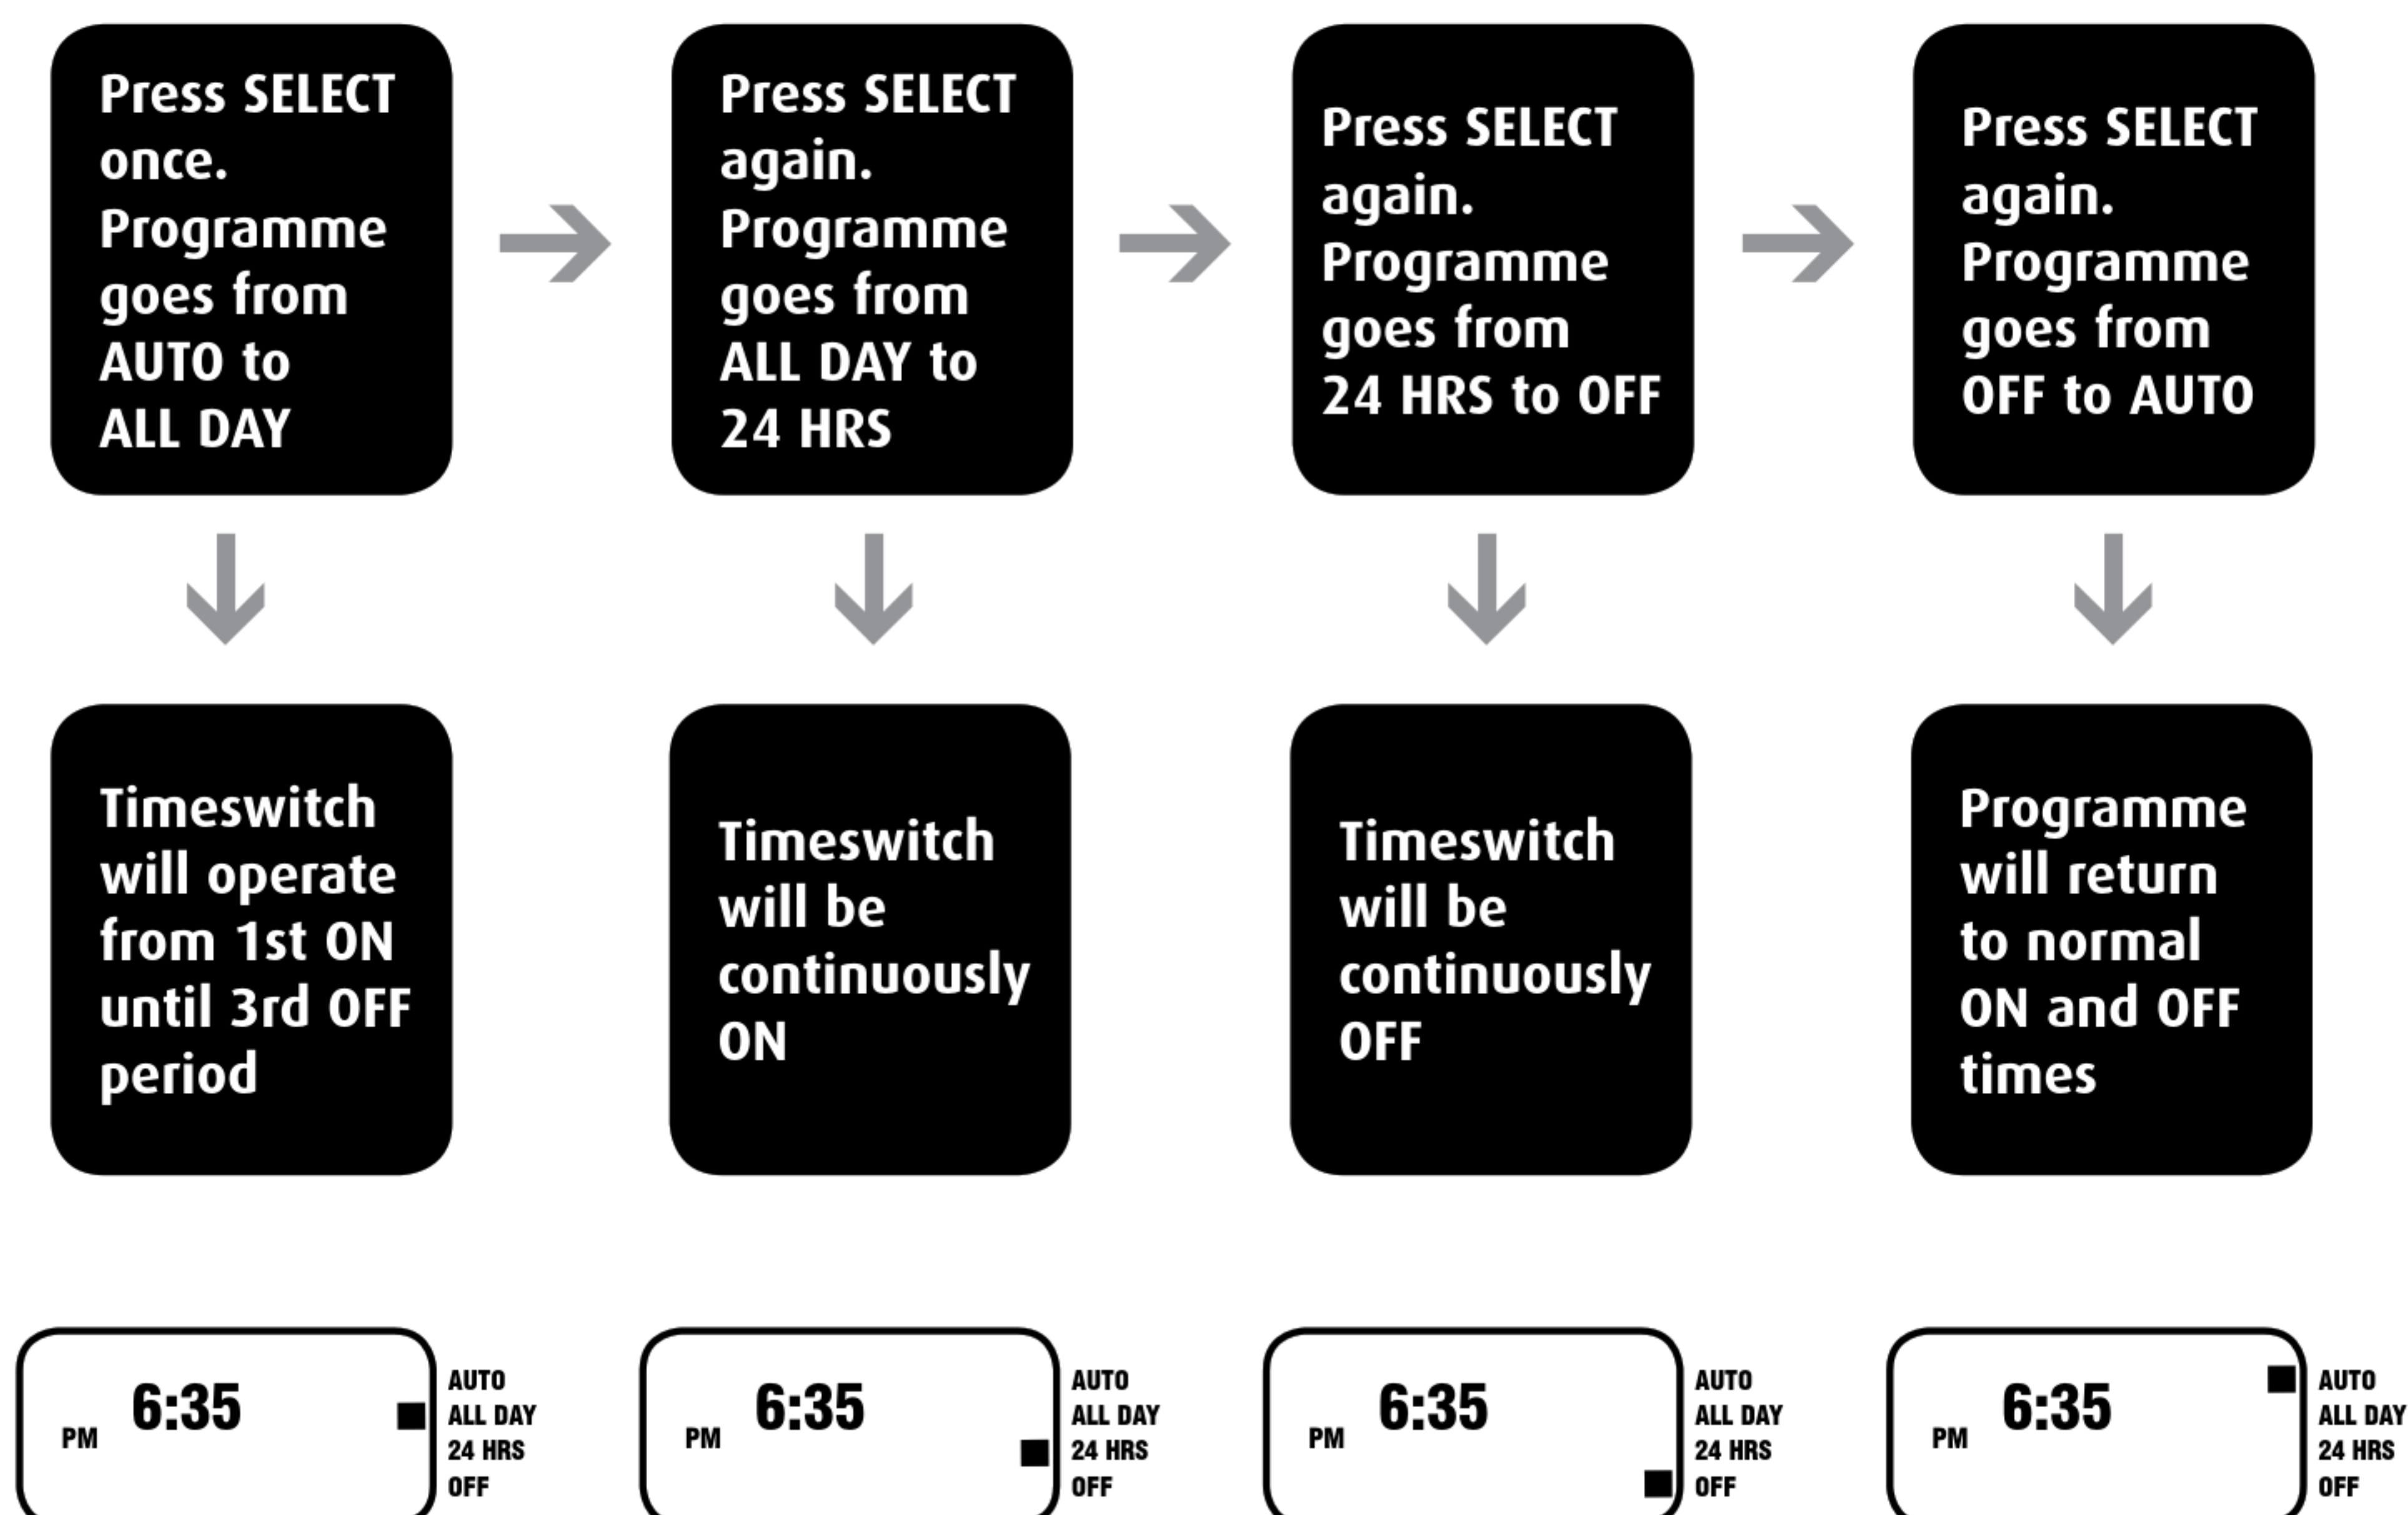 Press SELECT
once.
Programme
goes from
AUTO to
ALL DAY
Press SELECT
again.
Programme
goes from
ALL DAY to
24 HRS
Press SELECT
again.
Programme
goes from
24 HRS to OFF
Press SELECT
again.
Programme
goes from
OFF to AUTO
Timeswitch
will operate
from 1st ON
until 3rd OFF
period
Timeswitch
will be
continuously
ON
Timeswitch
will be
continuously
OFF
Programme
will return
to normal
ON and OFF
times
PM 6:35
AUTO
ALL DAY
24 HRS
OFF
PM 6:35
AUTO
ALL DAY
24 HRS
OFF
PM 6:35
AUTO
ALL DAY
24 HRS
OFF
PM 6:35
AUTO
ALL DAY
24 HRS
OFF